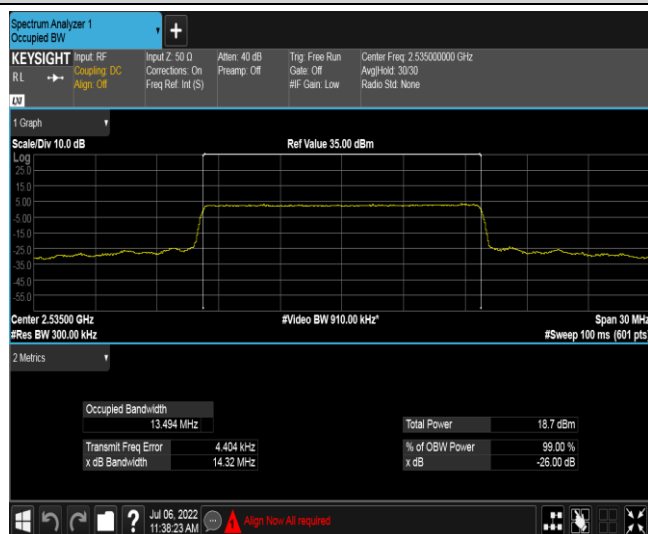 Spectrum Analyzer 1
Occupied BW
+
KEYSIGHT Input: RF Input Z: 50 Ω Atten: 40 dB Trig: Free Run Center Freq: 2.535000000 GHz
RL Coupling: DC Corrections: On Preamp: Off Gate: Off Avg|Hold: 30/30
Align: Off Freq Ref: Int (S) #IF Gain: Low Radio Std: None
LXI
1 Graph
Scale/Div 10.0 dB Ref Value 35.00 dBm
Log
25.0
15.0
5.00
-5.00
-15.0
-25.0
-35.0
-45.0
-55.0
Center 2.53500 GHz #Video BW 910.00 kHz* Span 30 MHz
#Res BW 300.00 kHz #Sweep 100 ms (601 pts)
2 Metrics
Occupied Bandwidth
13.494 MHz Total Power 18.7 dBm
Transmit Freq Error 4.404 kHz % of OBW Power 99.00 %
x dB Bandwidth 14.32 MHz x dB -26.00 dB
? Jul 06, 2022
11:38:23 AM Align Now All required